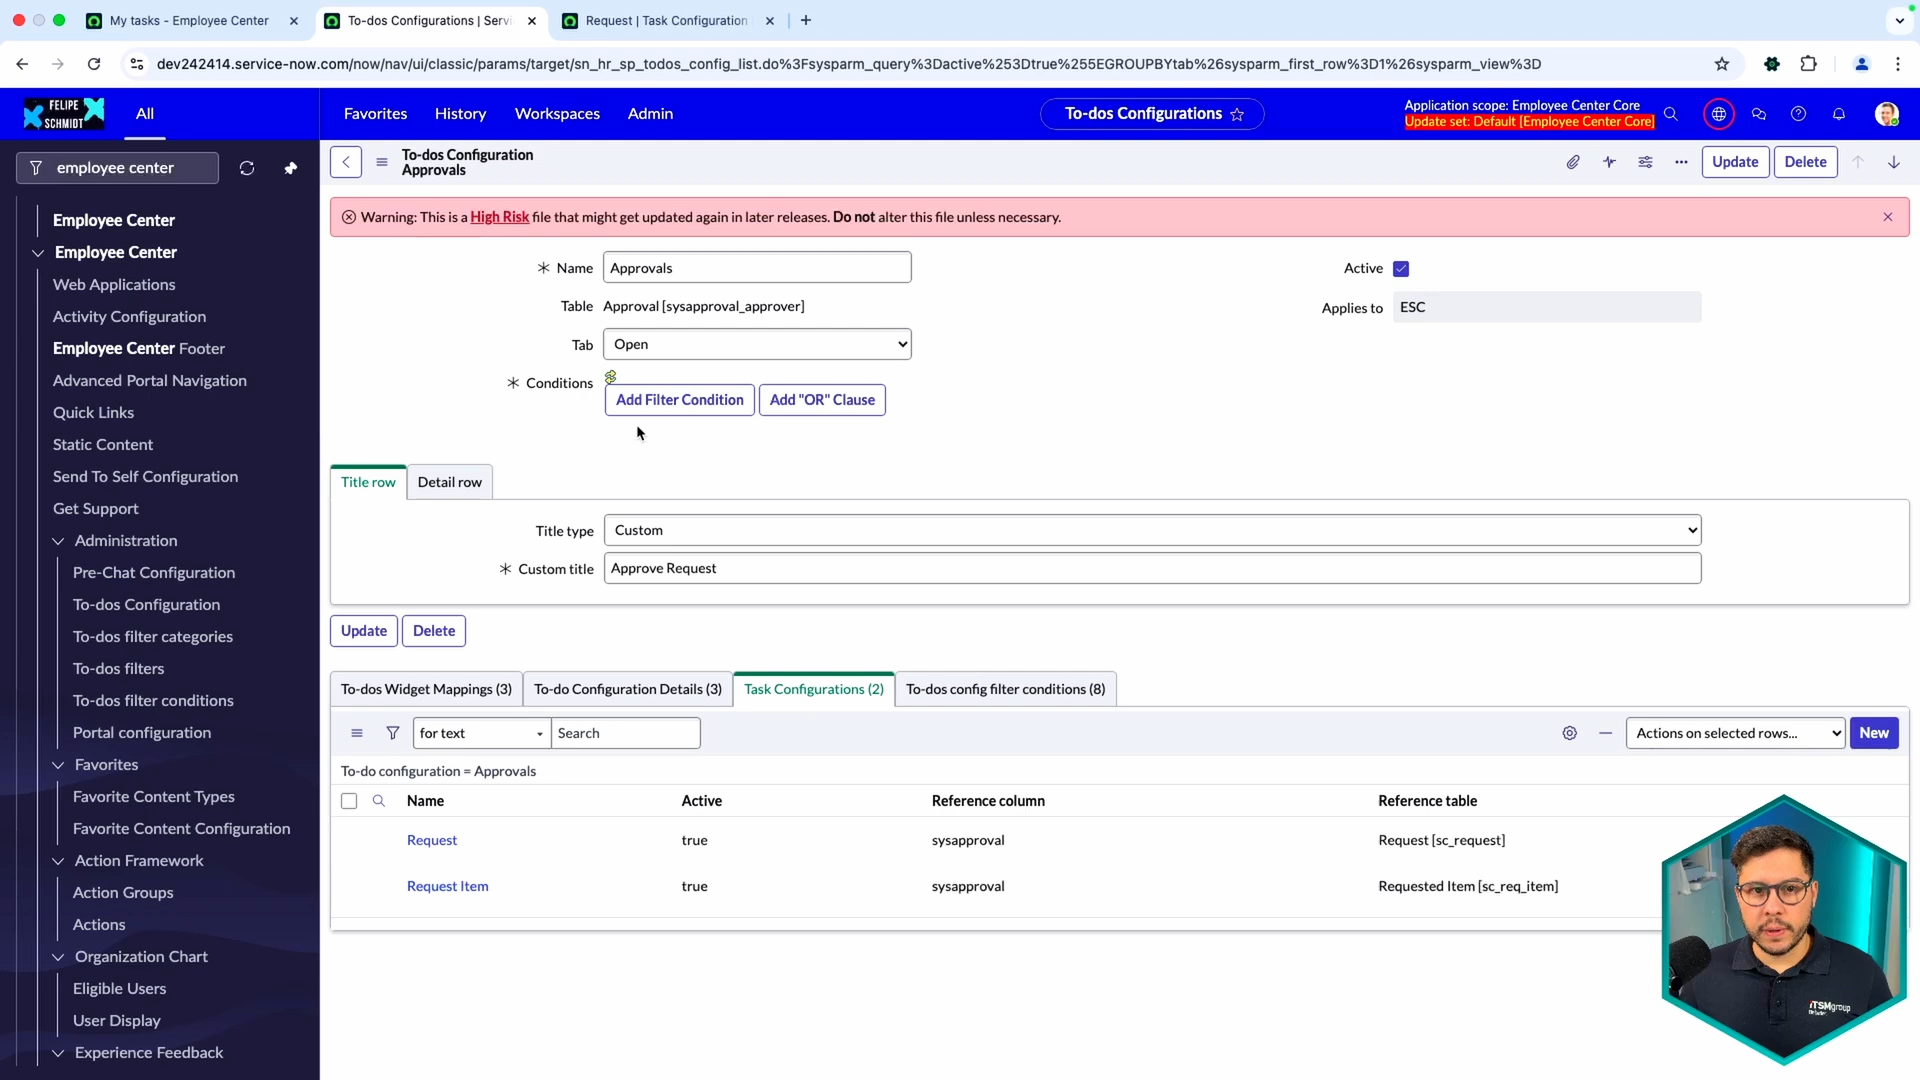 My tasks - Employee Center
To-dos Configurations | Servi
Request | Task Configuration
dev242414.service-now.com/now/nav/ui/classic/params/target/sn_hr_sp_todos_config_list.do%3Fsysparm_query%3Dactive%253Dtrue%255EGROUPBYtab%26sysparm_first_row%3D1%26sysparm_view%3D
FELIPE SCHMIDT
All
Favorites
History
Workspaces
Admin
To-dos Configurations
Application scope: Employee Center Core
Update set: Default [Employee Center Core]
employee center
To-dos Configuration
Approvals
Update
Delete
Warning: This is a High Risk file that might get updated again in later releases. Do not alter this file unless necessary.
Name
Approvals
Active
Table
Approval [sysapproval_approver]
Applies to
ESC
Tab
Open
Conditions
Add Filter Condition
Add "OR" Clause
Title row
Detail row
Title type
Custom
Custom title
Approve Request
Update
Delete
To-dos Widget Mappings (3)
To-do Configuration Details (3)
Task Configurations (2)
To-dos config filter conditions (8)
for text
Search
Actions on selected rows...
New
To-do configuration = Approvals
Name
Active
Reference column
Reference table
Request
true
sysapproval
Request [sc_request]
Request Item
true
sysapproval
Requested Item [sc_req_item]
Employee Center
Employee Center
Web Applications
Activity Configuration
Employee Center Footer
Advanced Portal Navigation
Quick Links
Static Content
Send To Self Configuration
Get Support
Administration
Pre-Chat Configuration
To-dos Configuration
To-dos filter categories
To-dos filters
To-dos filter conditions
Portal configuration
Favorites
Favorite Content Types
Favorite Content Configuration
Action Framework
Action Groups
Actions
Organization Chart
Eligible Users
User Display
Experience Feedback
iTSMgroup